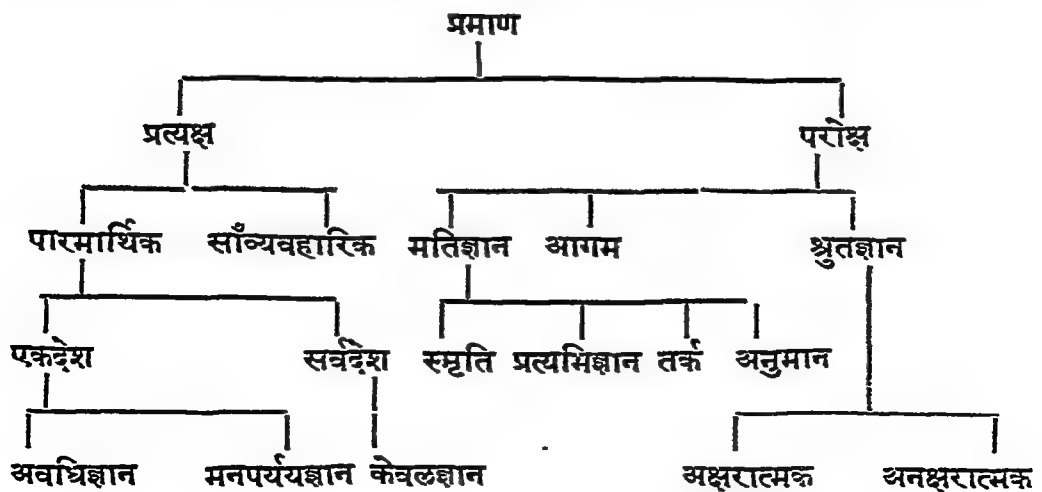 प्रमाण
प्रत्यक्ष परोक्ष
पारमार्थिक साँव्यवहारिक मतिज्ञान आगम श्रुतज्ञान
एकदेश सर्वदेश स्मृति प्रत्यभिज्ञान तर्क अनुमान
अवधिज्ञान मनपर्ययज्ञान केवलज्ञान अक्षरात्मक अनक्षरात्मक